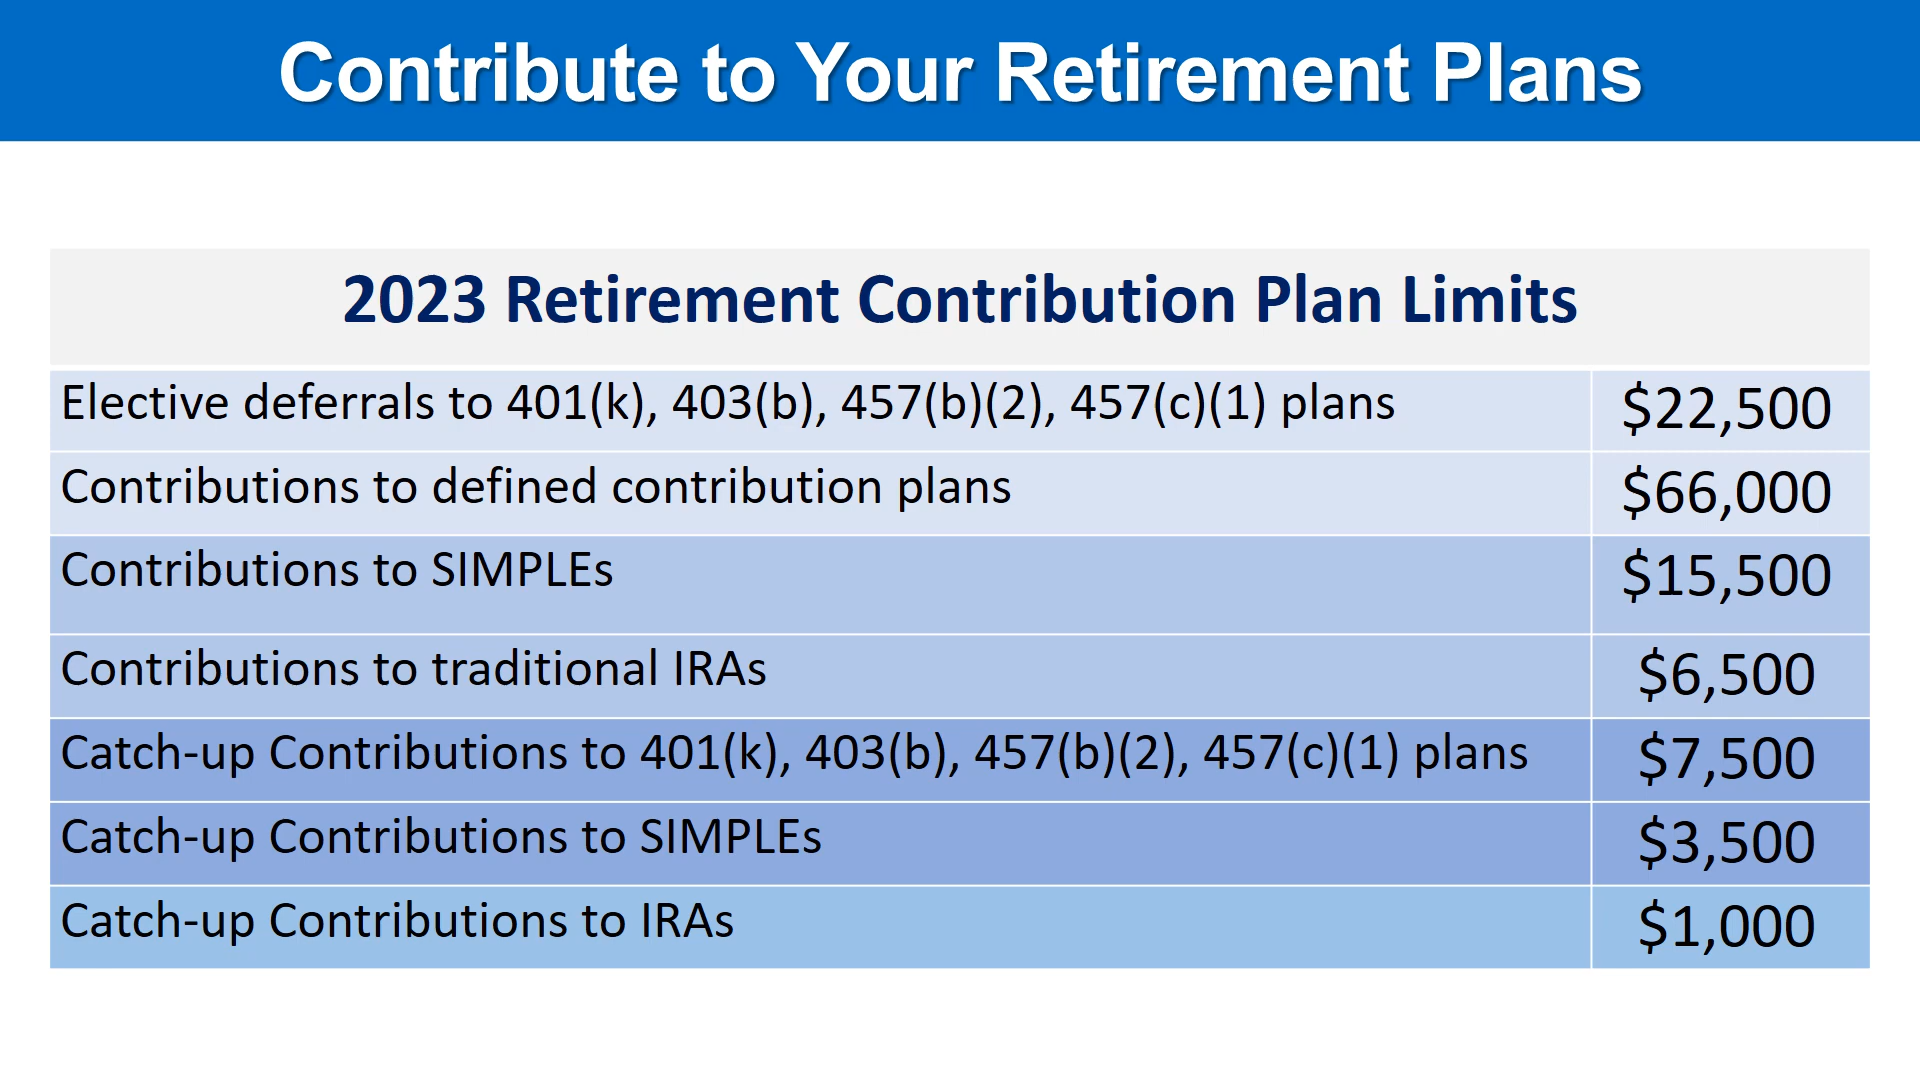 Contribute to Your Retirement Plans
2023 Retirement Contribution Plan Limits
Elective deferrals to 401(k), 403(b), 457(b)(2), 457(c)(1) plans $22,500
Contributions to defined contribution plans $66,000
Contributions to SIMPLEs $15,500
Contributions to traditional IRAs $6,500
Catch-up Contributions to 401(k), 403(b), 457(b)(2), 457(c)(1) plans $7,500
Catch-up Contributions to SIMPLEs $3,500
Catch-up Contributions to IRAs $1,000